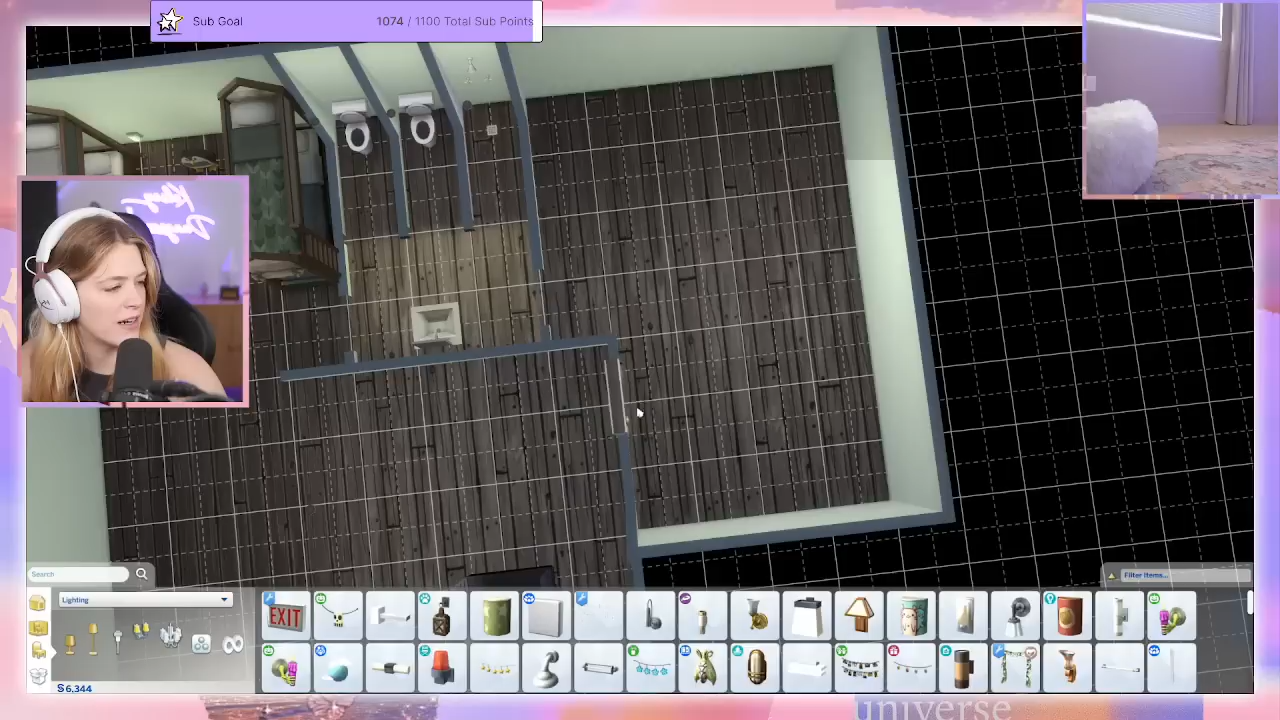 Sub Goal
1074 / 1100 Total Sub Points
Search
Filter Items...
Lighting
EXIT
§6,344
universe